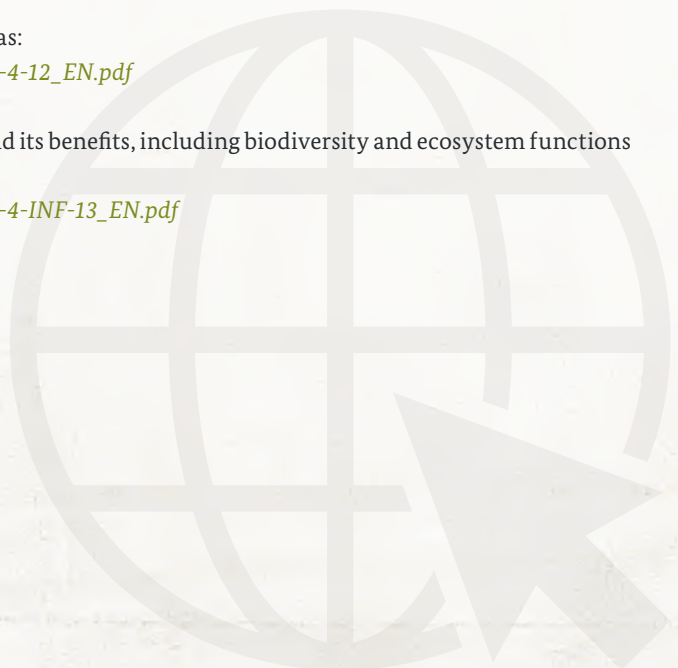 as:
-4-12_EN.pdf
d its benefits, including biodiversity and ecosystem functions
-4-INF-13_EN.pdf